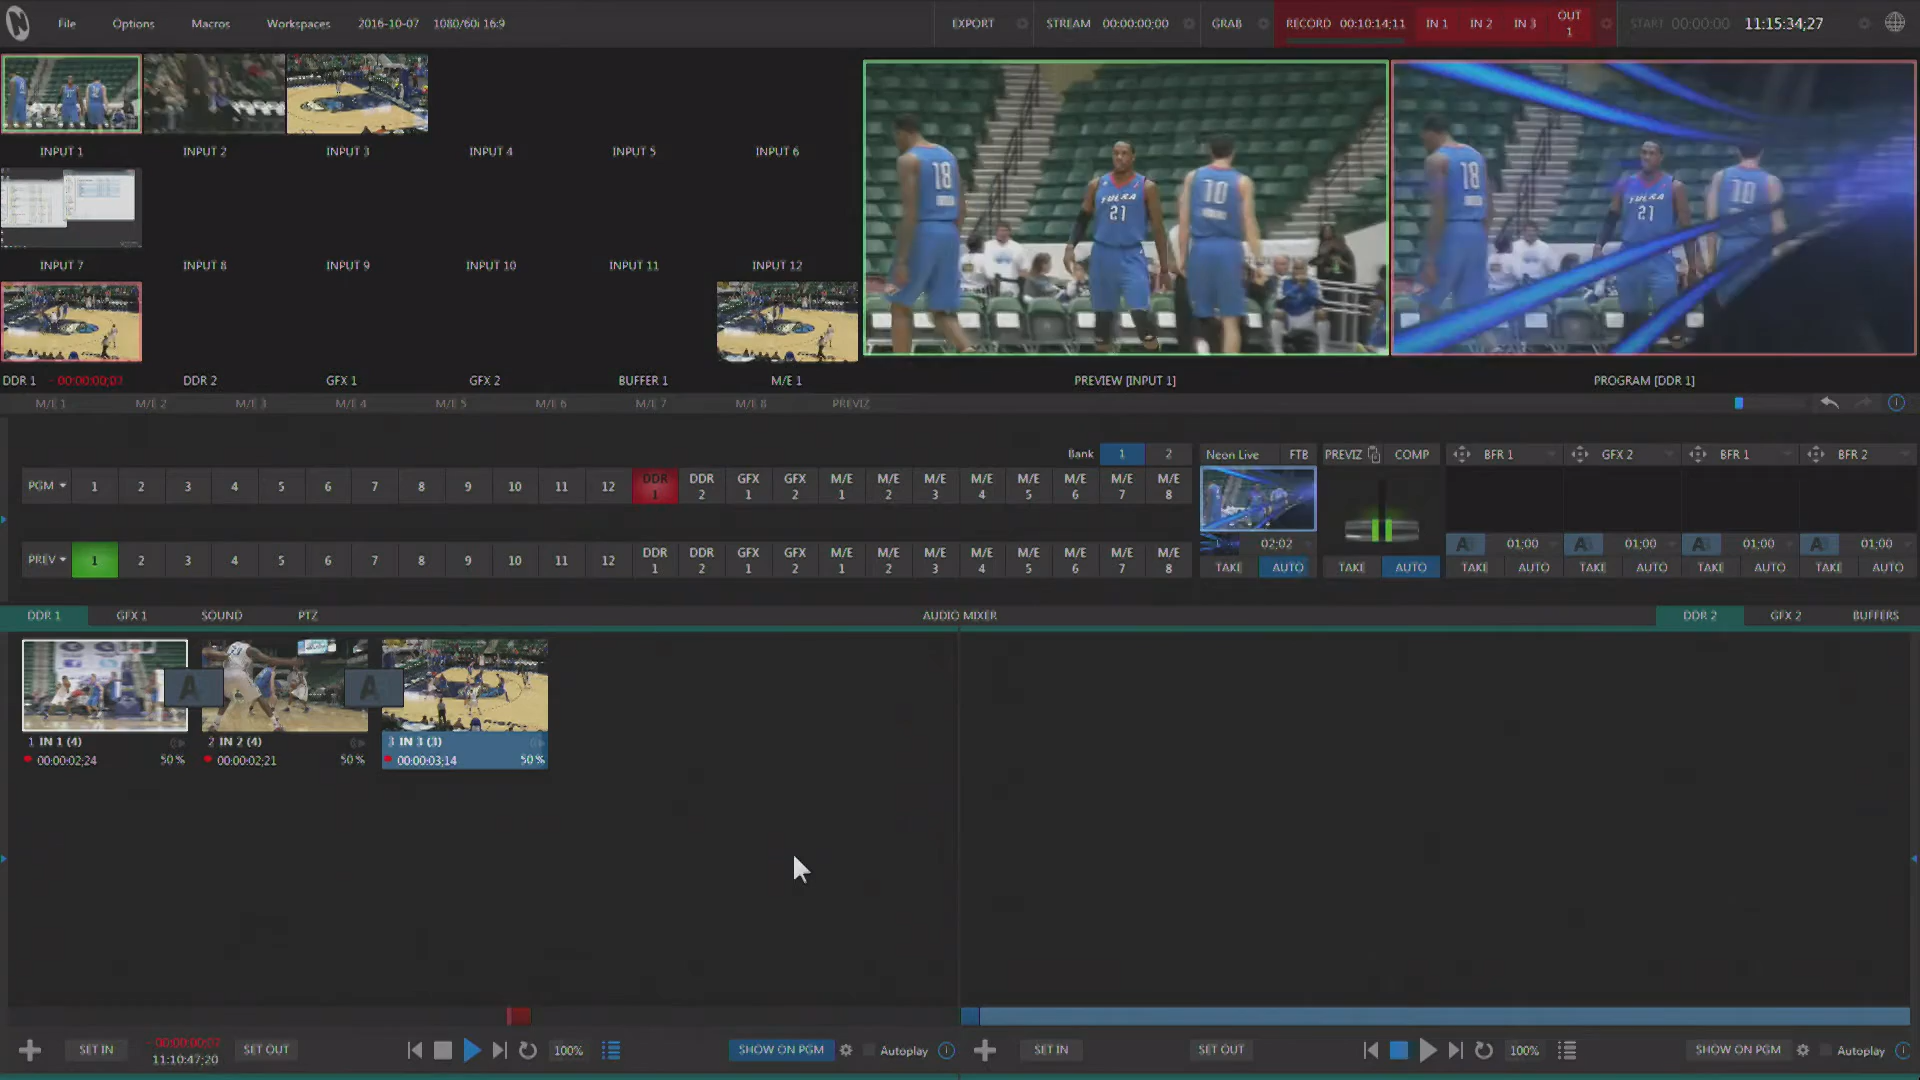 File Options Macros Workspaces 2016-10-07 1080/60i 16:9 EXPORT STREAM 00:00:00;00 GRAB RECORD 00:10:14;11 IN 1 IN 2 IN 3 OUT 1 START 00:00:00 11:15:34;27
INPUT 1 INPUT 2 INPUT 3 INPUT 4 INPUT 5 INPUT 6
18 TULSA 21 10
18 TULSA 21 10
INPUT 7 INPUT 8 INPUT 9 INPUT 10 INPUT 11 INPUT 12
DDR 1 DDR 2 GFX 1 GFX 2 BUFFER 1 M/E 1 PREVIEW [INPUT 1] PROGRAM [DDR 1]
M/E 1 M/E 2 M/E 3 M/E 4 M/E 5 M/E 6 M/E 7 M/E 8 PREVIZ
Bank 1 2 Neon Live FTB PREVIZ COMP BFR 1 GFX 2 BFR 1 BFR 2
PGM 1 2 3 4 5 6 7 8 9 10 11 12 DDR 1 DDR 2 GFX 1 GFX 2 M/E 1 M/E 2 M/E 3 M/E 4 M/E 5 M/E 6 M/E 7 M/E 8
02:02 01:00 01:00 01:00 01:00
PREV 1 2 3 4 5 6 7 8 9 10 11 12 DDR 1 DDR 2 GFX 1 GFX 2 M/E 1 M/E 2 M/E 3 M/E 4 M/E 5 M/E 6 M/E 7 M/E 8
TAKE AUTO TAKE AUTO TAKE AUTO TAKE AUTO TAKE AUTO TAKE AUTO
DDR 1 GFX 1 SOUND PTZ AUDIO MIXER DDR 2 GFX 2 BUFFERS
A A
1 IN 1 (4) 2 IN 2 (4) 3 IN 3 (3)
00:00:02;24 50 % 00:00:02;21 50 % 00:00:03;14 50 %
SET IN 00:00:00;07 SET OUT 100% SHOW ON PGM Autoplay SET IN SET OUT 100% SHOW ON PGM Autoplay
11:10:47;20